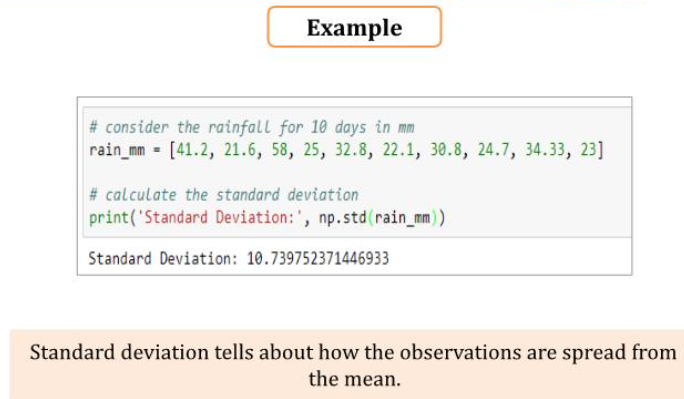 Example
# consider the rainfall for 10 days in mm
rain_mm = [41.2, 21.6, 58, 25, 32.8, 22.1, 30.8, 24.7, 34.33, 23]
# calculate the standard deviation
print('Standard Deviation:', np.std(rain_mm))
Standard Deviation: 10.739752371446933
Standard deviation tells about how the observations are spread from
the mean.